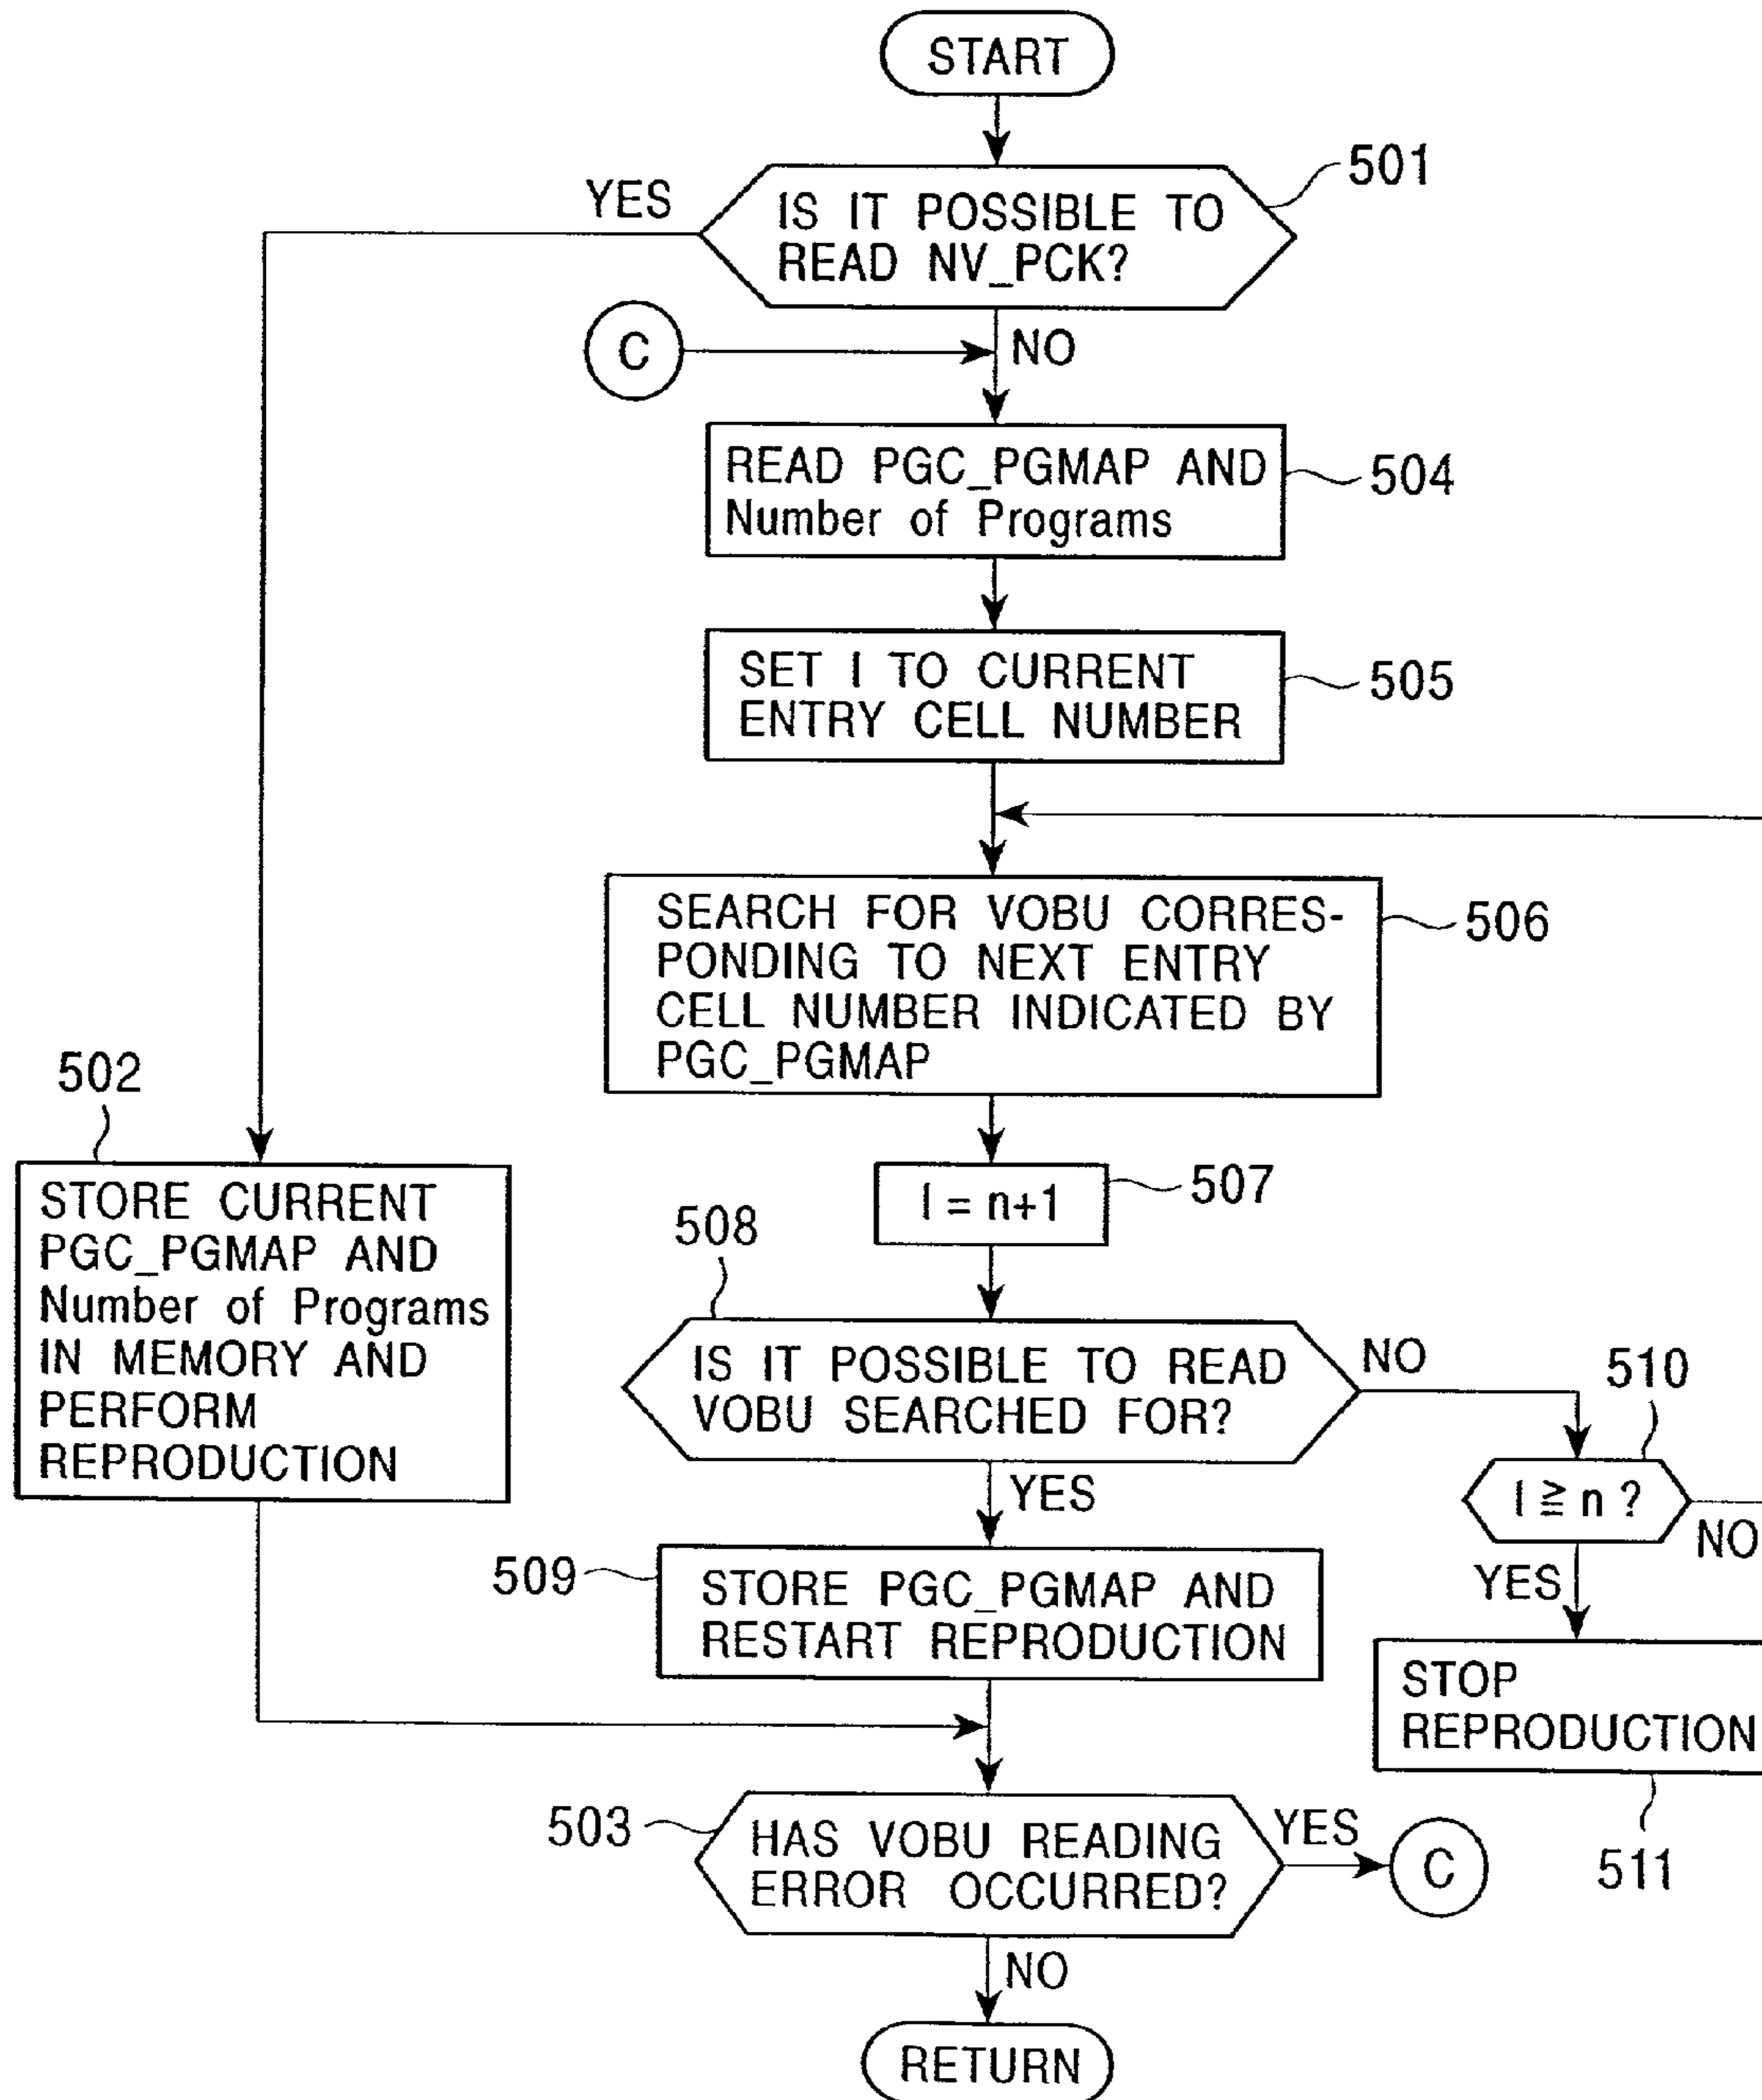 START
501
YES
IS IT POSSIBLE TO
READ NV_PCK?
C
NO
READ PGC_PGMAP AND
Number of Programs
504
SET I TO CURRENT
ENTRY CELL NUMBER
505
SEARCH FOR VOBU CORRES-
PONDING TO NEXT ENTRY
CELL NUMBER INDICATED BY
PGC_PGMAP
506
502
STORE CURRENT
PGC_PGMAP AND
Number of Programs
IN MEMORY AND
PERFORM
REPRODUCTION
I = n+1
507
508
IS IT POSSIBLE TO READ
VOBU SEARCHED FOR?
NO
510
I ≧ n ?
NO
YES
YES
509
STORE PGC_PGMAP AND
RESTART REPRODUCTION
STOP
REPRODUCTION
511
503
HAS VOBU READING
ERROR OCCURRED?
YES
C
NO
RETURN